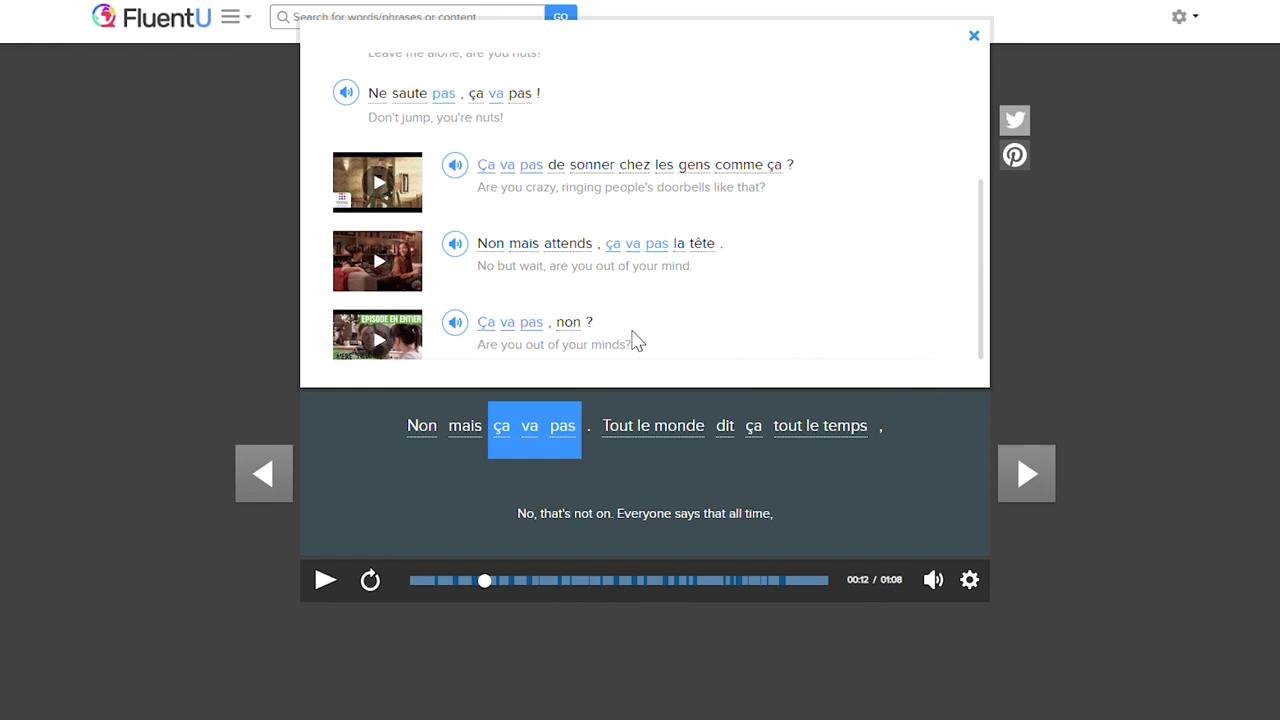 FluentU
Search for words/phrases or content
GO
Leave me alone, are you nuts!
Ne saute pas , ça va pas !
Don't jump, you're nuts!
Ça va pas de sonner chez les gens comme ça ?
Are you crazy, ringing people's doorbells like that?
Non mais attends , ça va pas la tête .
No but wait, are you out of your mind.
EPISODE EN ENTIER
Ça va pas , non ?
Are you out of your minds?
Non mais ça va pas . Tout le monde dit ça tout le temps ,
No, that's not on. Everyone says that all time,
00:12 / 01:08